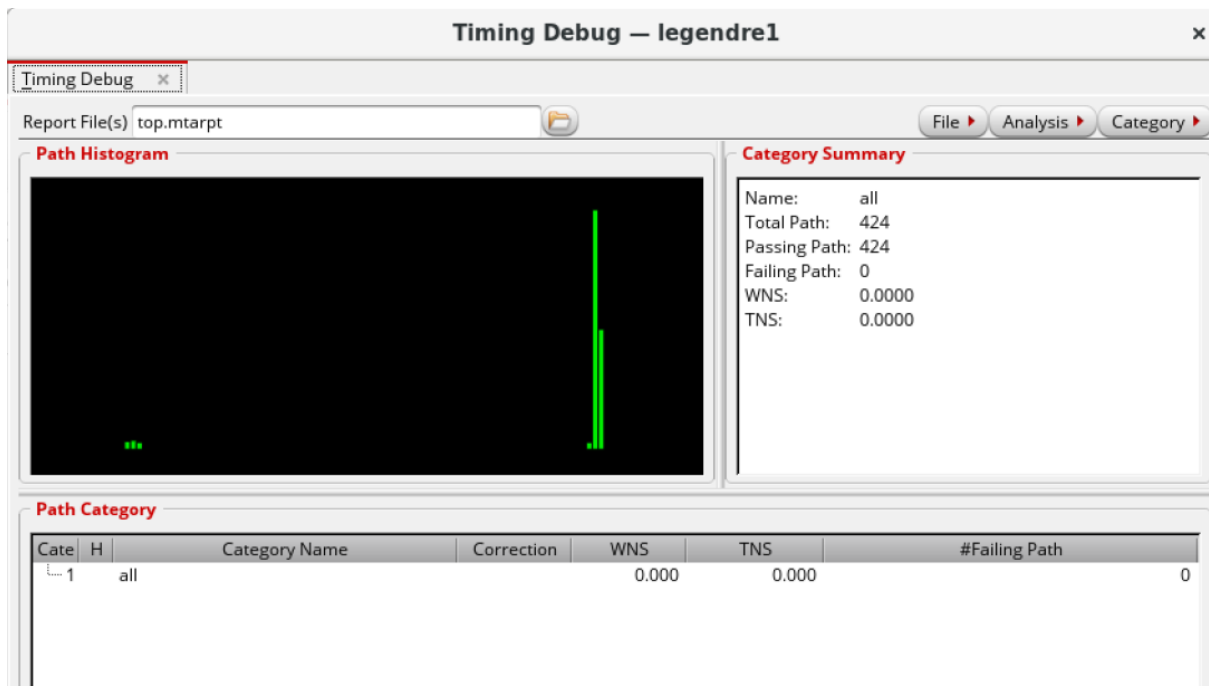 Timing Debug — legendre1 ×
Timing Debug ×
Report File(s) top.mtarpt File Analysis Category
Path Histogram
Category Summary
Name: all
Total Path: 424
Passing Path: 424
Failing Path: 0
WNS: 0.0000
TNS: 0.0000
Path Category
Cate H Category Name Correction WNS TNS #Failing Path
1 all 0.000 0.000 0